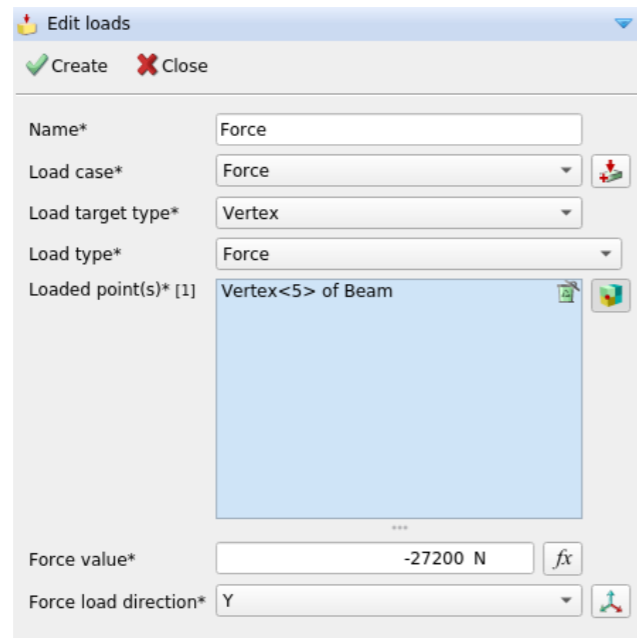 Edit loads
Create Close
Name* Force
Load case* Force
Load target type* Vertex
Load type* Force
Loaded point(s)* [1] Vertex<5> of Beam
Force value* -27200 N fx
Force load direction* Y